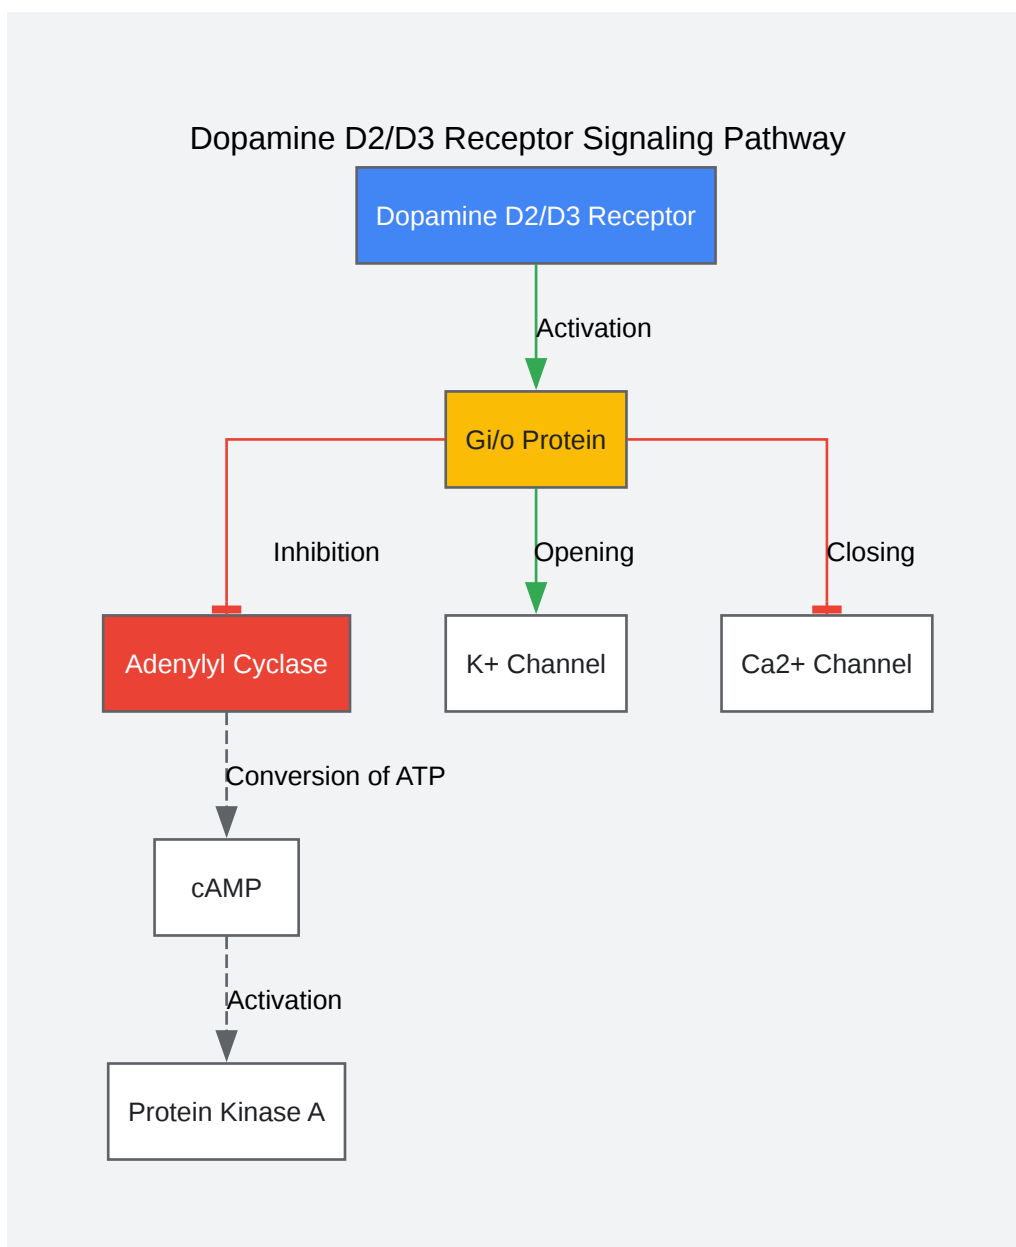 Dopamine D2/D3 Receptor Signaling Pathway
Dopamine D2/D3 Receptor
Activation
Gi/o Protein
Inhibition
Opening
Closing
Adenylyl Cyclase
K+ Channel
Ca2+ Channel
Conversion of ATP
cAMP
Activation
Protein Kinase A